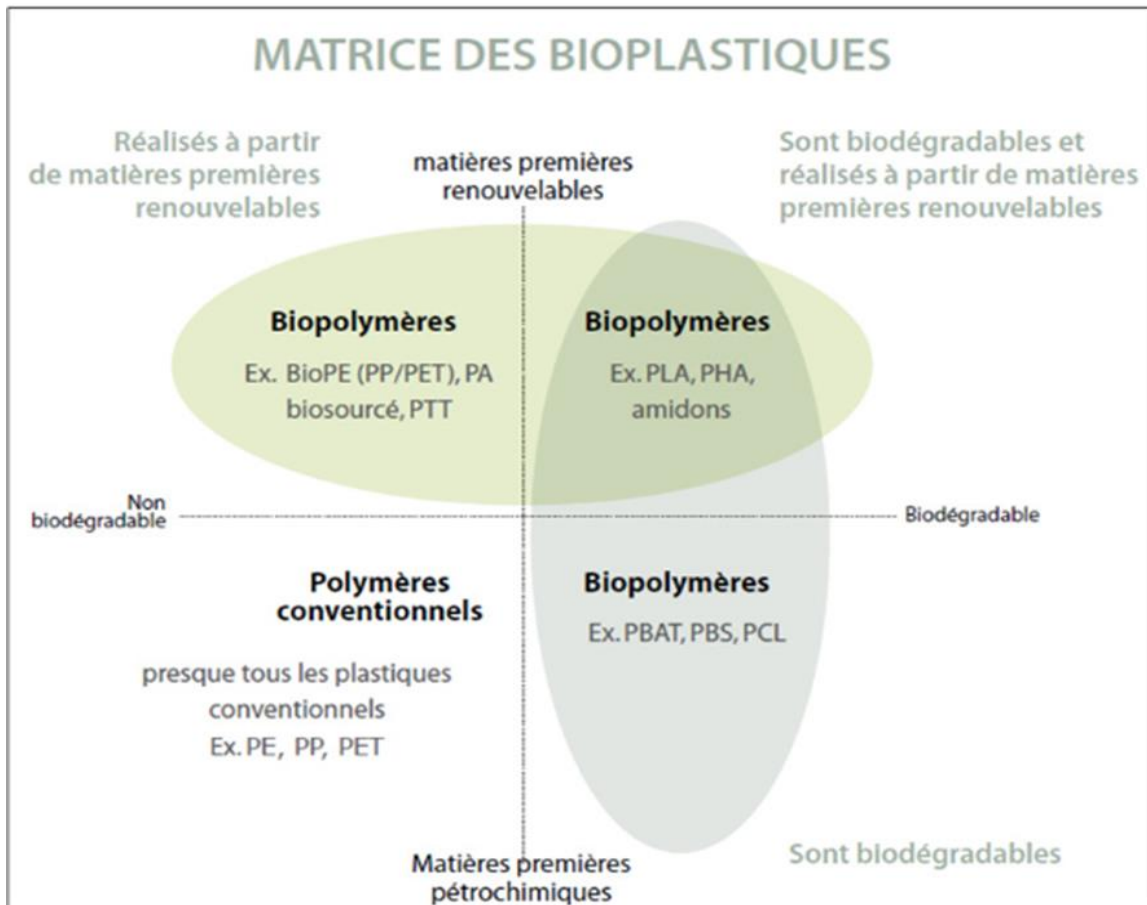 MATRICE DES BIOPLASTIQUES
Réalisés à partir
de matières premières
renouvelables
matières premières
renouvelables
Sont biodégradables et
réalisés à partir de matières
premières renouvelables
Biopolymères
Ex. BioPE (PP/PET), PA
biosourcé, PTT
Biopolymères
Ex. PLA, PHA,
amidons
Non
biodégradable
Biodégradable
Polymères
conventionnels
presque tous les plastiques
conventionnels
Ex. PE, PP, PET
Biopolymères
Ex. PBAT, PBS, PCL
Matières premières
pétrochimiques
Sont biodégradables